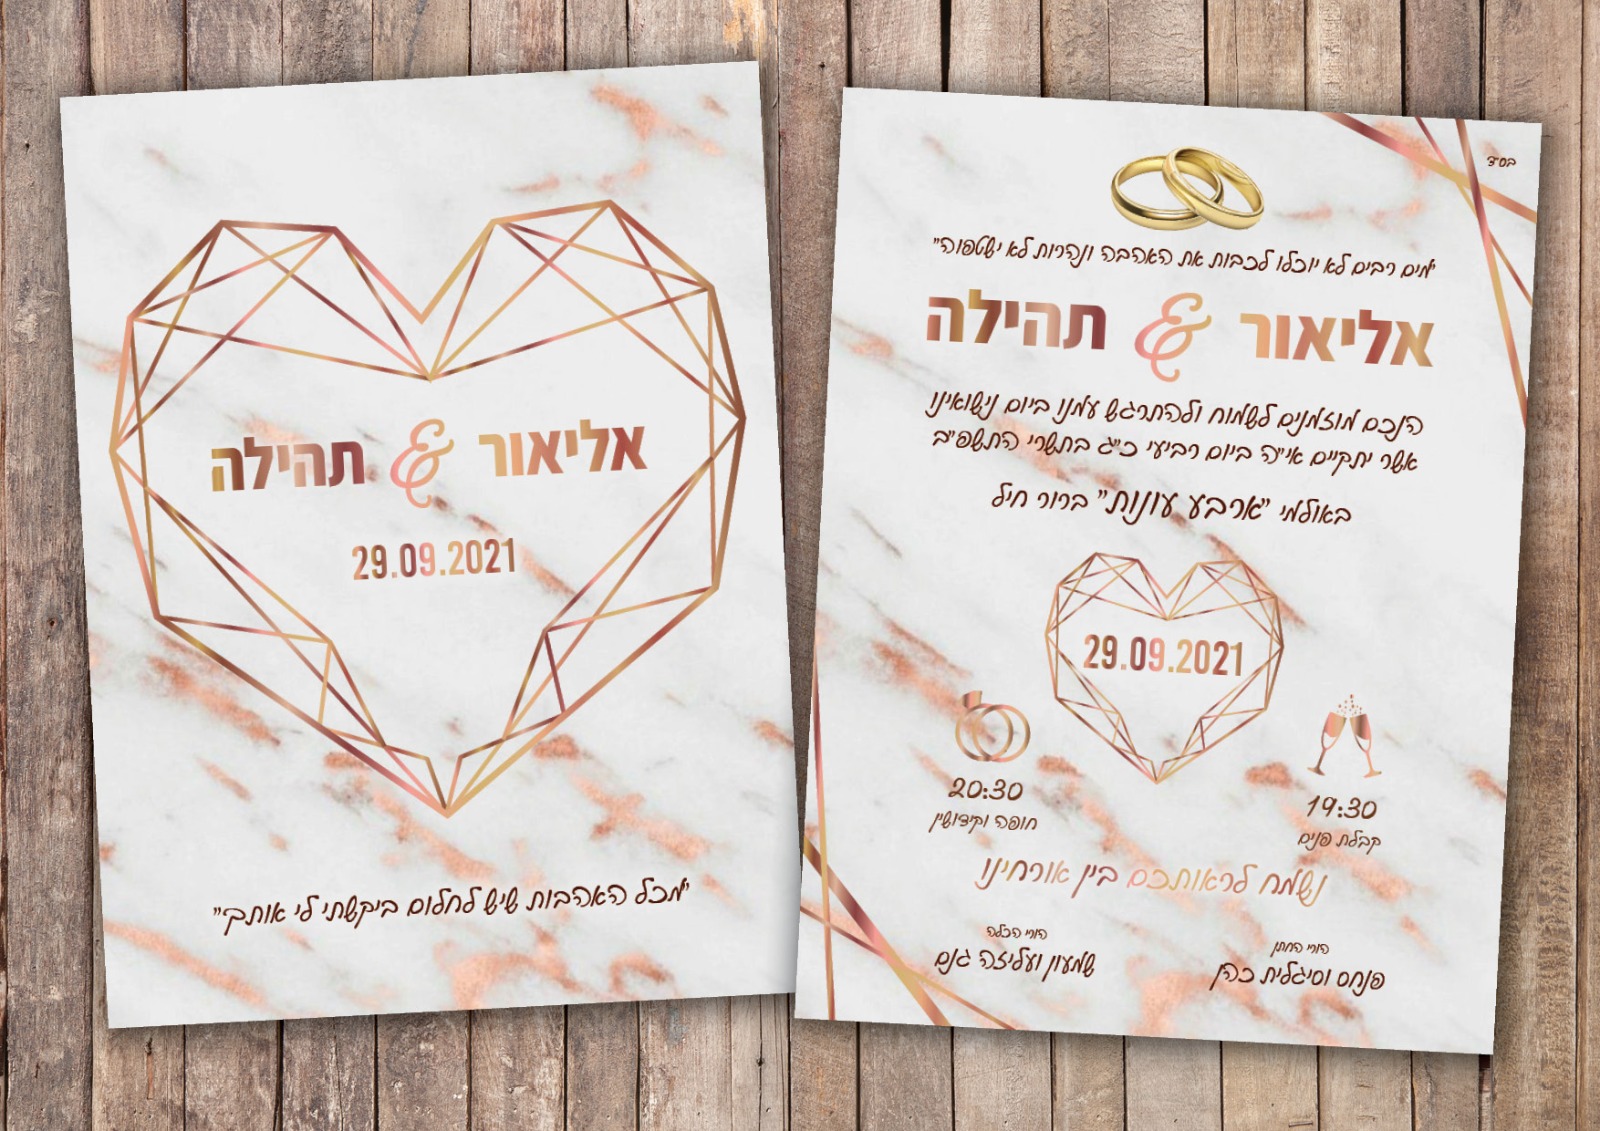 אליאור & תהילה
29.09.2021
"מכל האהבות שיש לחלום ביקשתי לי אותך"
בס"ד
"מים רבים לא יוכלו לכבות את האהבה ונהרות לא ישטפוה"
אליאור & תהילה
הנכם מוזמנים לשמוח ולהתרגש עמנו ביום נישואינו
אשר יתקיים אי"ה ביום רביעי כ"ג בתשרי התשפ"ב
באולמי "ארבע עונות" ברור חיל
29.09.2021
19:30
קבלת פנים
20:30
חופה וקידושין
נשמח לראותכם בין אורחינו
הורי החתן
פנחס וסיגלית כהן
הורי הכלה
שמעון ועליזה גנם